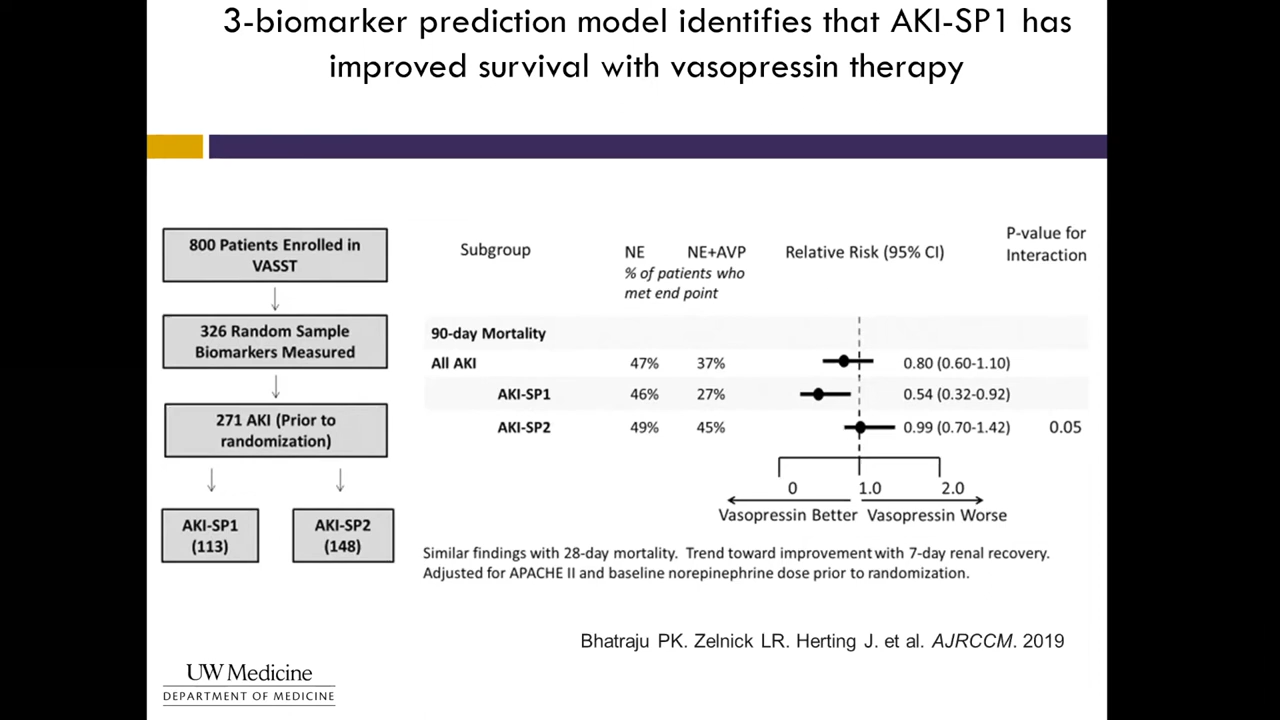 3-biomarker prediction model identifies that AKI-SP1 has
improved survival with vasopressin therapy
800 Patients Enrolled in
VASST
326 Random Sample
Biomarkers Measured
271 AKI (Prior to
randomization)
AKI-SP1
(113)
AKI-SP2
(148)
Subgroup NE NE+AVP Relative Risk (95% CI) P-value for
Interaction
% of patients who
met end point
90-day Mortality
All AKI 47% 37% 0.80 (0.60-1.10)
AKI-SP1 46% 27% 0.54 (0.32-0.92)
AKI-SP2 49% 45% 0.99 (0.70-1.42) 0.05
0 1.0 2.0
Vasopressin Better Vasopressin Worse
Similar findings with 28-day mortality. Trend toward improvement with 7-day renal recovery.
Adjusted for APACHE II and baseline norepinephrine dose prior to randomization.
Bhatraju PK. Zelnick LR. Herting J. et al. AJRCCM. 2019
UW Medicine
DEPARTMENT OF MEDICINE